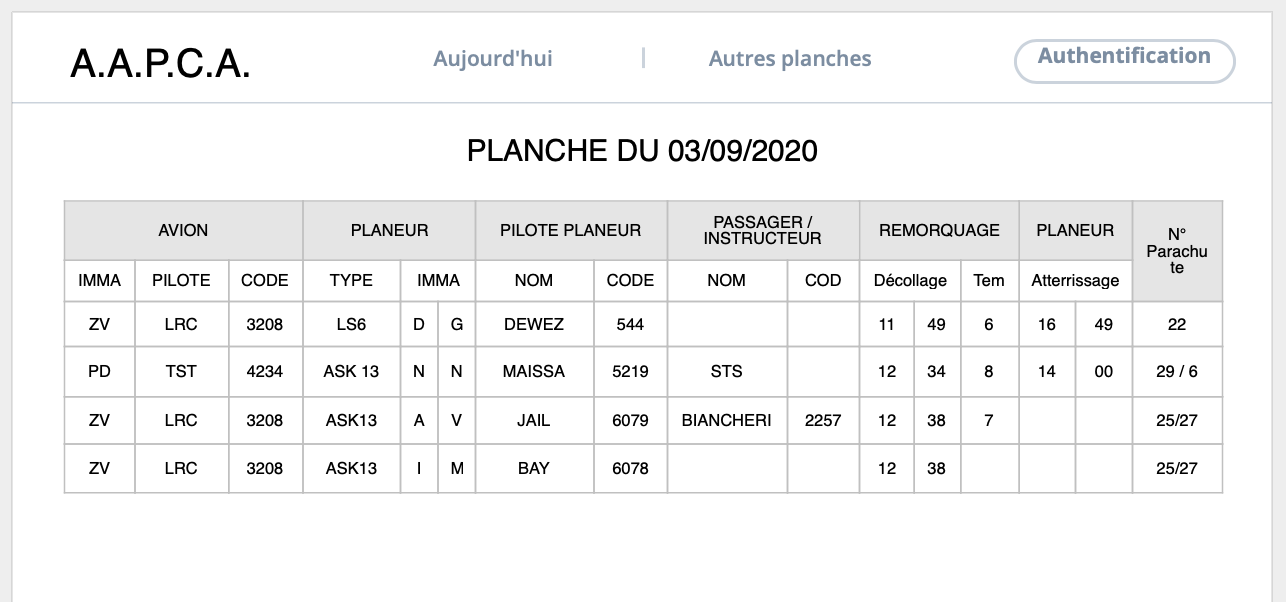 A.A.P.C.A. Aujourd'hui | Autres planches Authentification
PLANCHE DU 03/09/2020
AVION PLANEUR PILOTE PLANEUR PASSAGER / INSTRUCTEUR REMORQUAGE PLANEUR N° Parachute
IMMA PILOTE CODE TYPE IMMA NOM CODE NOM COD Décollage Tem Atterrissage
ZV LRC 3208 LS6 D G DEWEZ 544 11 49 6 16 49 22
PD TST 4234 ASK 13 N N MAISSA 5219 STS 12 34 8 14 00 29 / 6
ZV LRC 3208 ASK13 A V JAIL 6079 BIANCHERI 2257 12 38 7 25/27
ZV LRC 3208 ASK13 I M BAY 6078 12 38 25/27